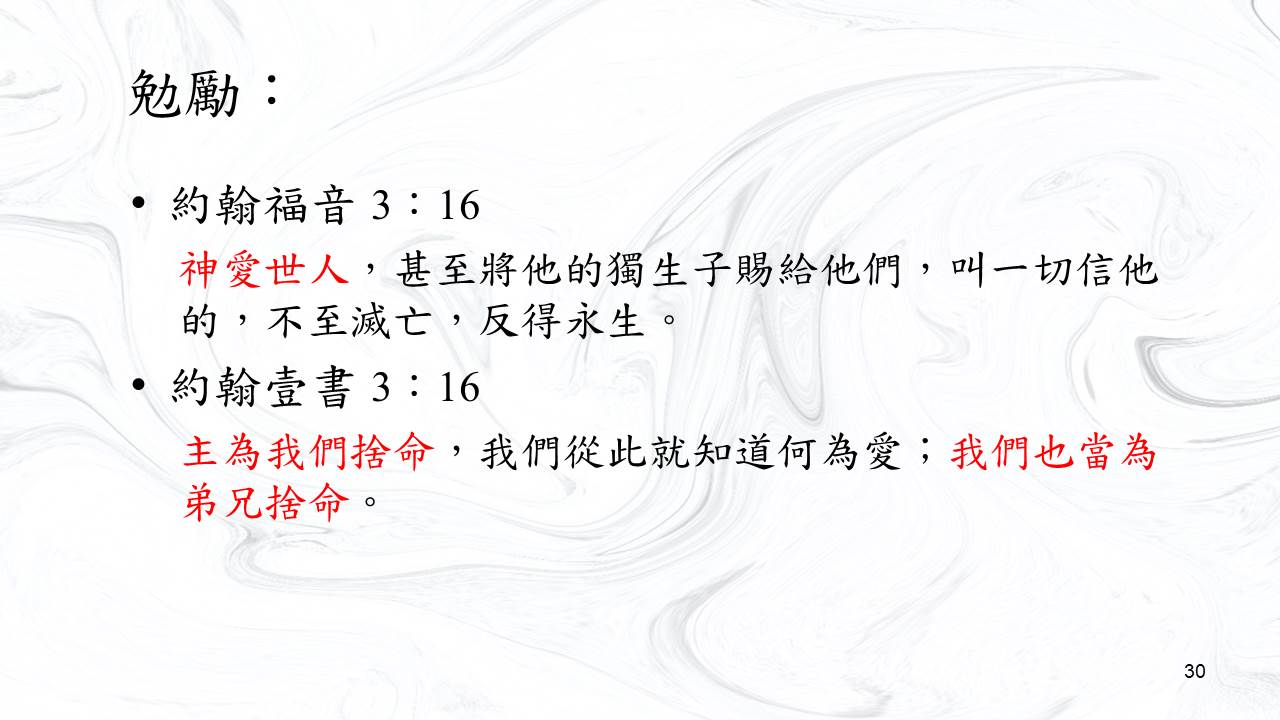 勉勵：
• 約翰福音 3：16
神愛世人，甚至將他的獨生子賜給他們，叫一切信他
的，不至滅亡，反得永生。
• 約翰壹書 3：16
主為我們捨命，我們從此就知道何為愛；我們也當為
弟兄捨命。
30